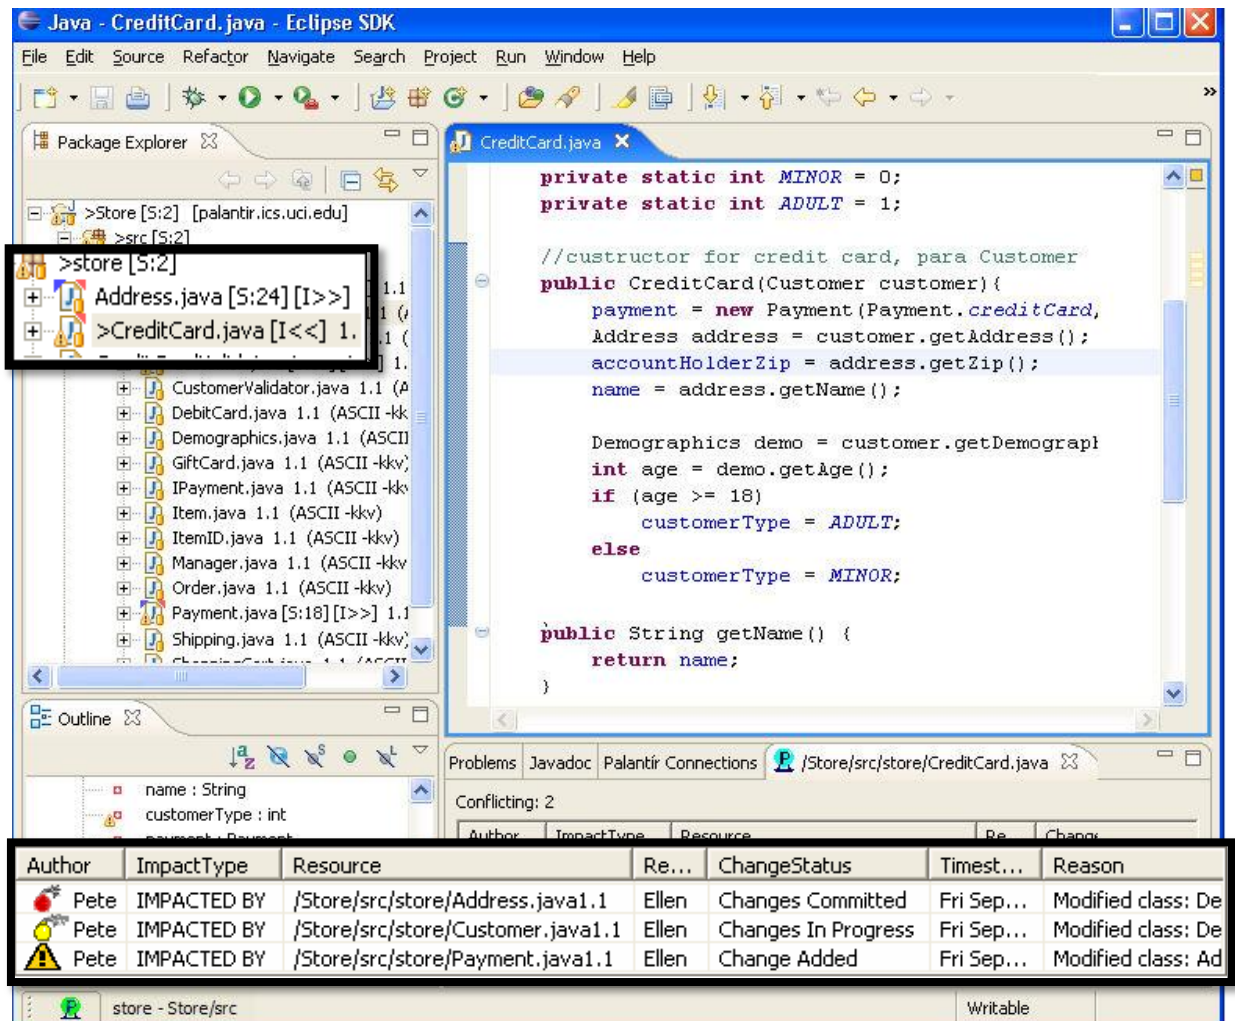 Java - CreditCard.java - Eclipse SDK
File Edit Source Refactor Navigate Search Project Run Window Help
Package Explorer
CreditCard.java
>Store [S:2] [palantir.ics.uci.edu]
>src [S:2]
>store [S:2]
Address.java [S:24] [I>>]
>CreditCard.java [I<<] 1.
CustomerValidator.java 1.1 (A
DebitCard.java 1.1 (ASCII -kk
Demographics.java 1.1 (ASCII
GiftCard.java 1.1 (ASCII -kkv)
IPayment.java 1.1 (ASCII -kkv
Item.java 1.1 (ASCII -kkv)
ItemID.java 1.1 (ASCII -kkv)
Manager.java 1.1 (ASCII -kkv
Order.java 1.1 (ASCII -kkv)
Payment.java [S:18] [I>>] 1.1
Shipping.java 1.1 (ASCII -kkv)
private static int MINOR = 0;
private static int ADULT = 1;
//custructor for credit card, para Customer
public CreditCard(Customer customer){
payment = new Payment(Payment.creditCard,
Address address = customer.getAddress();
accountHolderZip = address.getZip();
name = address.getName();
Demographics demo = customer.getDemograph
int age = demo.getAge();
if (age >= 18)
customerType = ADULT;
else
customerType = MINOR;
public String getName() {
return name;
}
Outline
name : String
customerType : int
Problems Javadoc Palantír Connections /Store/src/store/CreditCard.java
Conflicting: 2
Author ImpactType Resource Re... ChangeStatus Timest... Reason
Pete IMPACTED BY /Store/src/store/Address.java1.1 Ellen Changes Committed Fri Sep... Modified class: De
Pete IMPACTED BY /Store/src/store/Customer.java1.1 Ellen Changes In Progress Fri Sep... Modified class: De
Pete IMPACTED BY /Store/src/store/Payment.java1.1 Ellen Change Added Fri Sep... Modified class: Ad
store - Store/src Writable